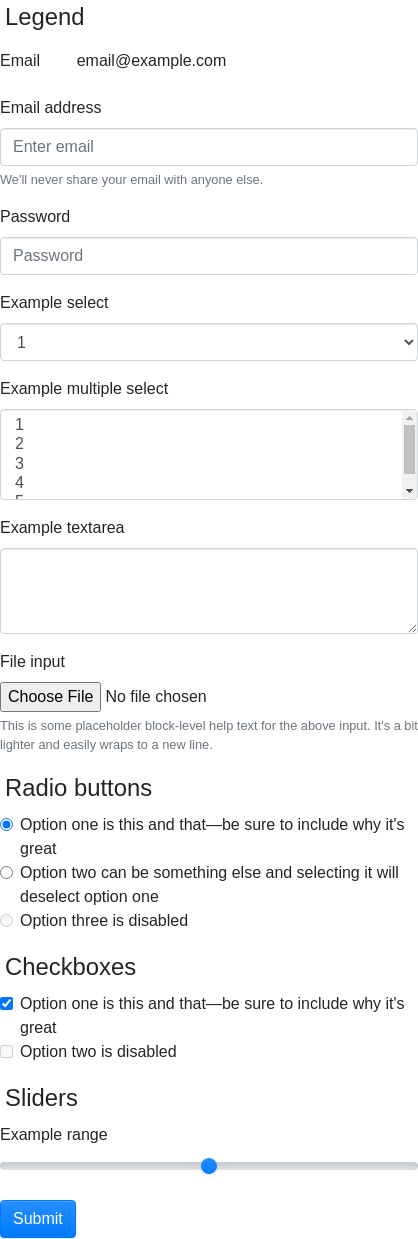 Legend
Email email@example.com
Email address
Enter email
We'll never share your email with anyone else.
Password
Password
Example select
1
Example multiple select
1
2
3
4
5
Example textarea
File input
Choose File No file chosen
This is some placeholder block-level help text for the above input. It's a bit
lighter and easily wraps to a new line.
Radio buttons
Option one is this and that—be sure to include why it's
great
Option two can be something else and selecting it will
deselect option one
Option three is disabled
Checkboxes
Option one is this and that—be sure to include why it's
great
Option two is disabled
Sliders
Example range
Submit